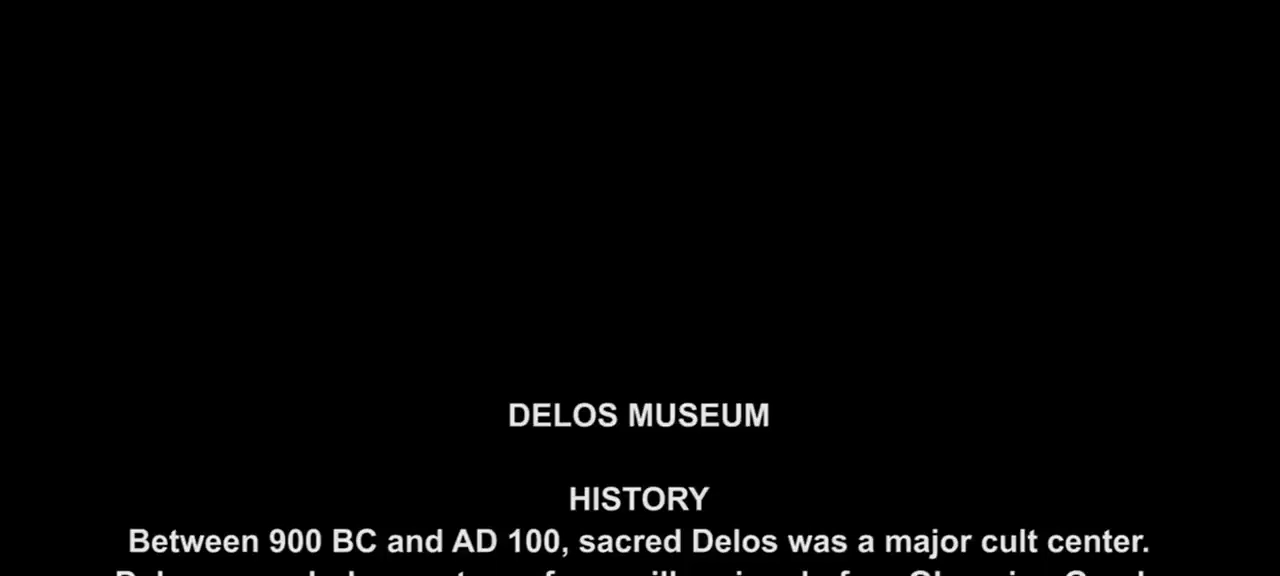 DELOS MUSEUM
HISTORY
Between 900 BC and AD 100, sacred Delos was a major cult center.